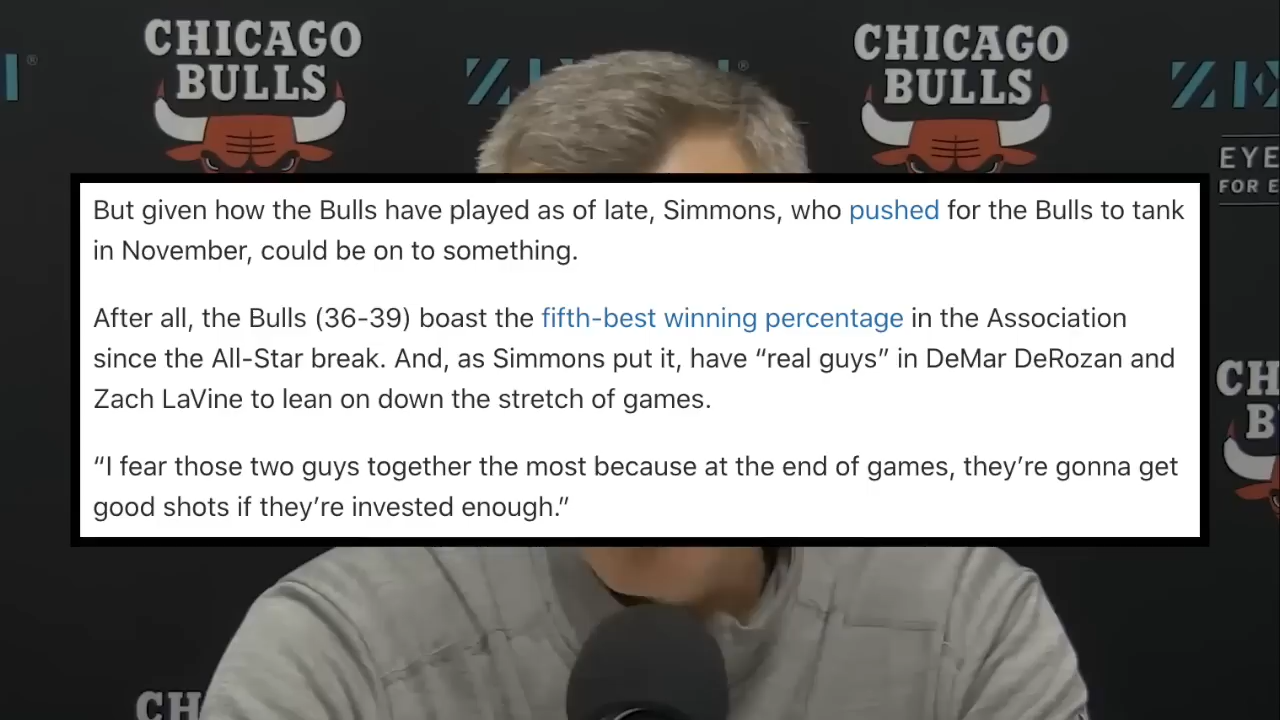 CHICAGO
BULLS
CHICAGO
BULLS
EYE
FOR E
But given how the Bulls have played as of late, Simmons, who pushed for the Bulls to tank
in November, could be on to something.
After all, the Bulls (36-39) boast the fifth-best winning percentage in the Association
since the All-Star break. And, as Simmons put it, have “real guys” in DeMar DeRozan and
Zach LaVine to lean on down the stretch of games.
“I fear those two guys together the most because at the end of games, they’re gonna get
good shots if they’re invested enough.”
CH
B
CH